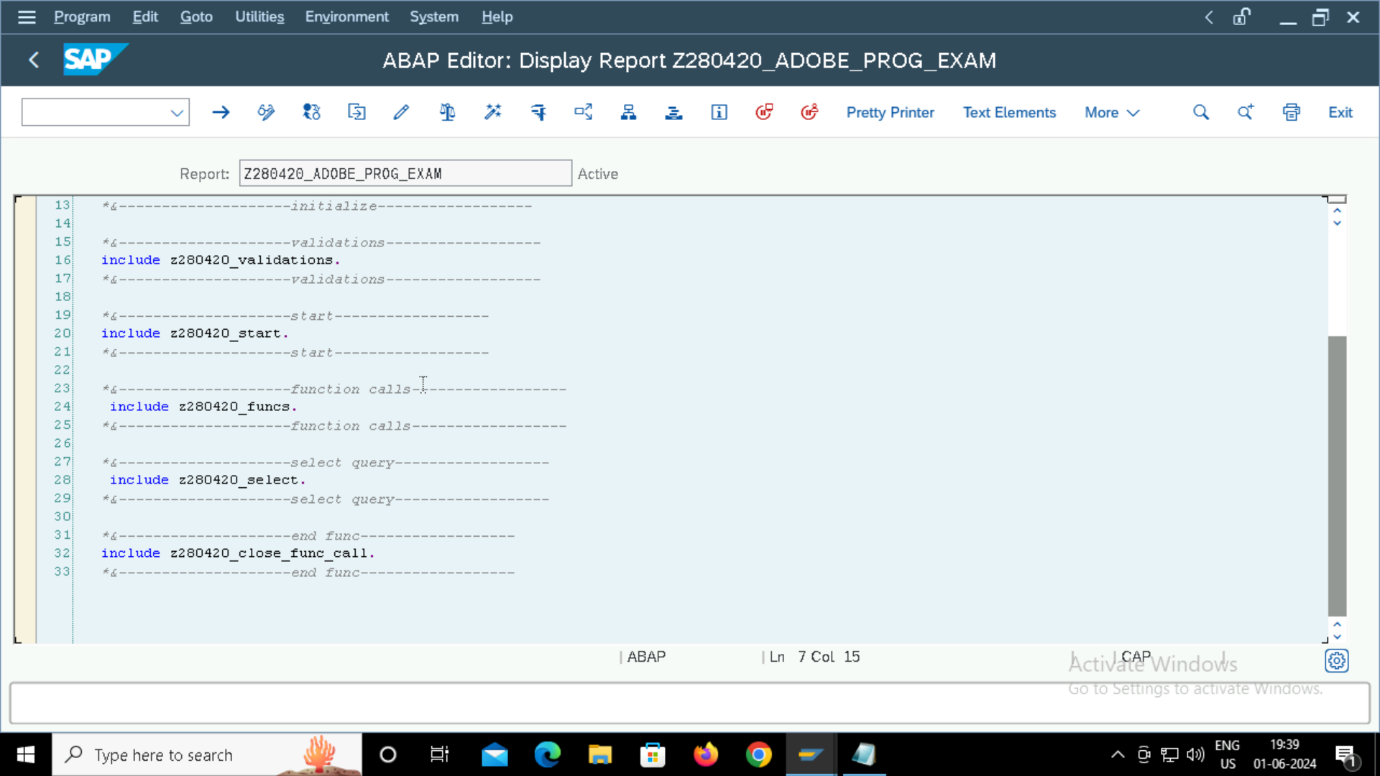 Program Edit Goto Utilities Environment System Help
SAP ABAP Editor: Display Report Z280420_ADOBE_PROG_EXAM
Pretty Printer Text Elements More Exit
Report: Z280420_ADOBE_PROG_EXAM Active
13 *&--------------------initialize------------------
14
15 *&--------------------validations------------------
16 include z280420_validations.
17 *&--------------------validations------------------
18
19 *&--------------------start------------------
20 include z280420_start.
21 *&--------------------start------------------
22
23 *&--------------------function calls------------------
24 include z280420_funcs.
25 *&--------------------function calls------------------
26
27 *&--------------------select query------------------
28 include z280420_select.
29 *&--------------------select query------------------
30
31 *&--------------------end func------------------
32 include z280420_close_func_call.
33 *&--------------------end func------------------
ABAP Ln 7 Col 15 CAP
Activate Windows
Go to Settings to activate Windows.
Type here to search
ENG 19:39
US 01-06-2024 1